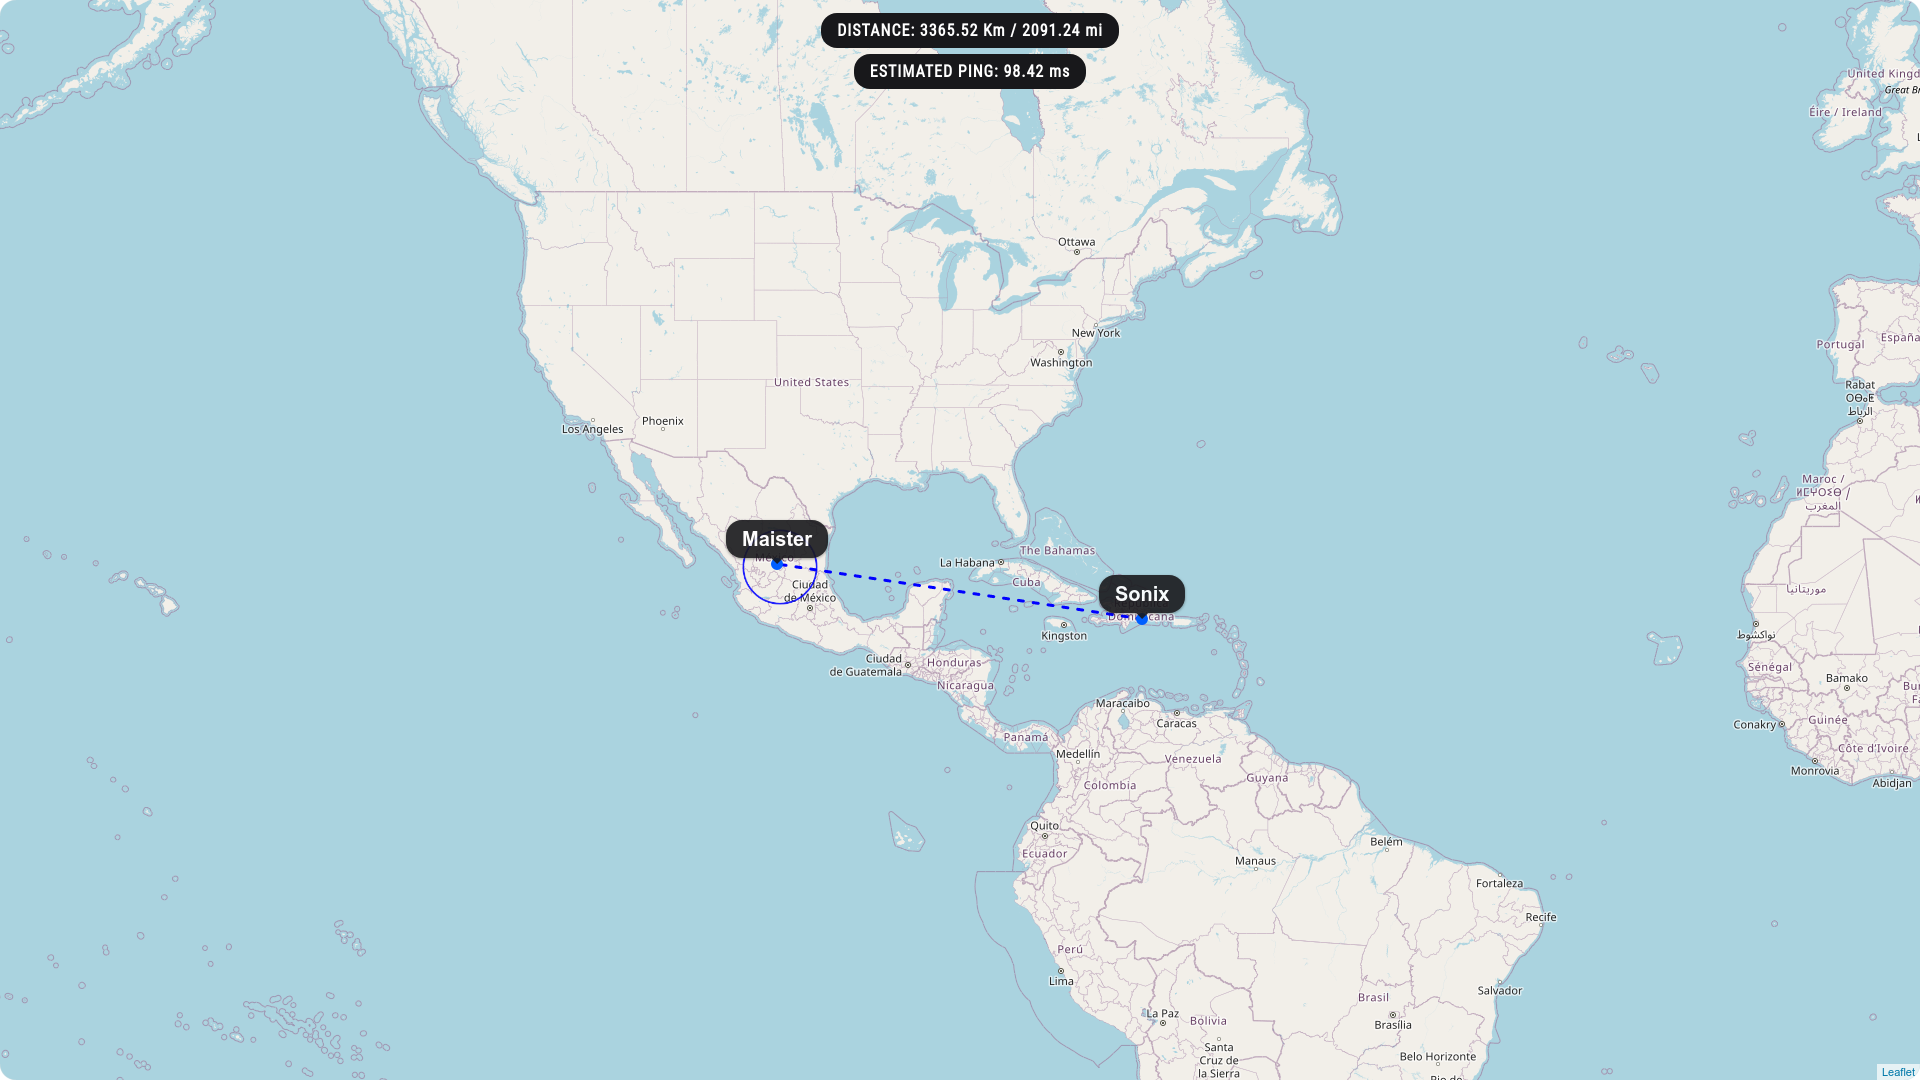 DISTANCE: 3365.52 Km / 2091.24 mi
ESTIMATED PING: 98.42 ms
United Kingd
Great Br
Éire / Ireland
L
Ottawa
New York
Washington
United States
Los Angeles
Phoenix
Portugal
España
Rabat
ⵔⴱⴰⵟ
الرباط
Maroc /
ⵍⵎⵖⵔⵉⴱ /
المغرب
Maister
México
Ciudad
de México
La Habana
The Bahamas
Cuba
Sonix
Kingston
Ciudad
de Guatemala
Honduras
Nicaragua
موريتانيا
نواكشوط
Sénégal
Bamako
Bur
Fa
Guinée
Conakry
Côte d'Ivoire
Monrovia
Abidjan
Maracaibo
Caracas
Panamá
Medellín
Venezuela
Colombia
Guyana
Quito
Ecuador
Manaus
Belém
Fortaleza
Recife
Perú
Lima
Salvador
Brasil
La Paz
Bolivia
Brasília
Santa
Cruz de
la Sierra
Belo Horizonte
Rio de
Leaflet